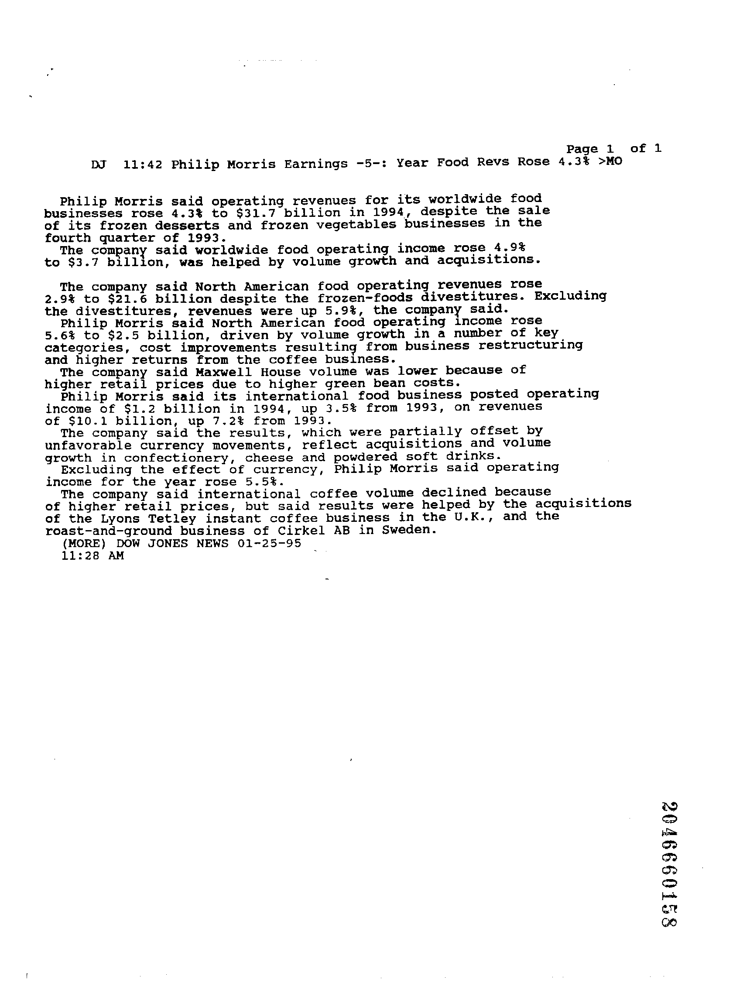 Page 1 of 1
DJ 11:42 Philip Morris Earnings -5-: Year Food Revs Rose 4.3% >MO
Philip Morris said operating revenues for its worldwide food
businesses rose 4.3% to $31.7 billion in 1994, despite the sale
of its frozen desserts and frozen vegetables businesses in the
fourth quarter of 1993.
The company said worldwide food operating income rose 4.9%
to $3.7 billion, was helped by volume growth and acquisitions.
The company said North American food operating revenues rose
2.9% to $21.6 billion despite the frozen-foods divestitures. Excluding
the divestitures, revenues were up 5.9%, the company said.
Philip Morris said North American food operating income rose
5.6% to $2.5 billion, driven by volume growth in a number of key
categories, cost improvements resulting from business restructuring
and higher returns from the coffee business.
The company said Maxwell House volume was lower because of
higher retail prices due to higher green bean costs.
Philip Morris said its international food business posted operating
income of $1.2 billion in 1994, up 3.5% from 1993, on revenues
of $10.1 billion, up 7.2% from 1993.
The company said the results, which were partially offset by
unfavorable currency movements, reflect acquisitions and volume
growth in confectionery, cheese and powdered soft drinks.
Excluding the effect of currency, Philip Morris said operating
income for the year rose 5.5%.
The company said international coffee volume declined because
of higher retail prices, but said results were helped by the acquisitions
of the Lyons Tetley instant coffee business in the U.K., and the
roast-and-ground business of Cirkel AB in Sweden.
(MORE) DOW JONES NEWS 01-25-95
11:28 AM
2046660158